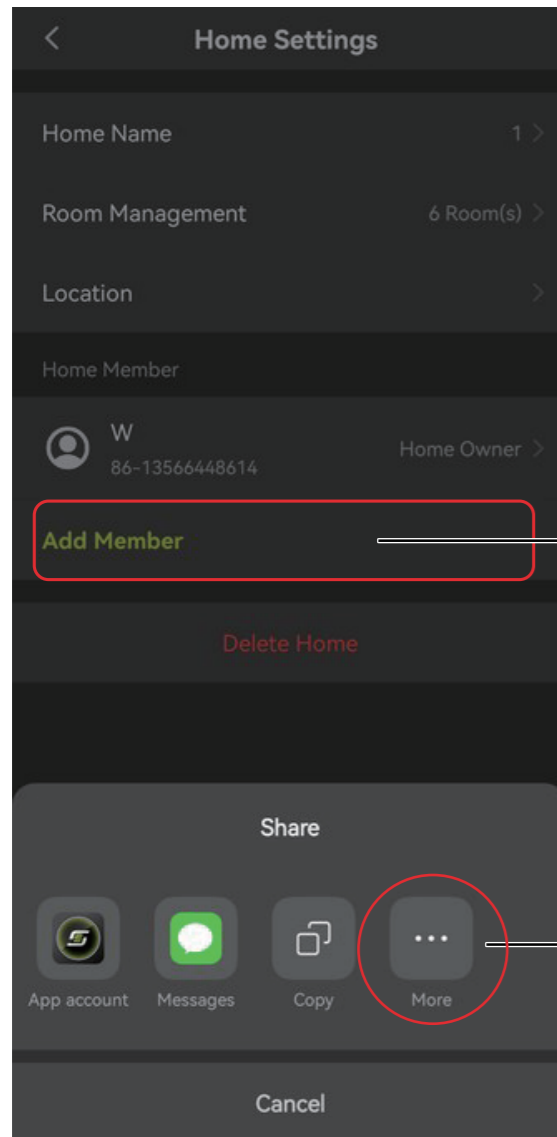 Home Settings
Home Name 1
Room Management 6 Room(s)
Location
Home Member
W
86-13566448614 Home Owner
Add Member
Delete Home
Share
App account Messages Copy More
Cancel